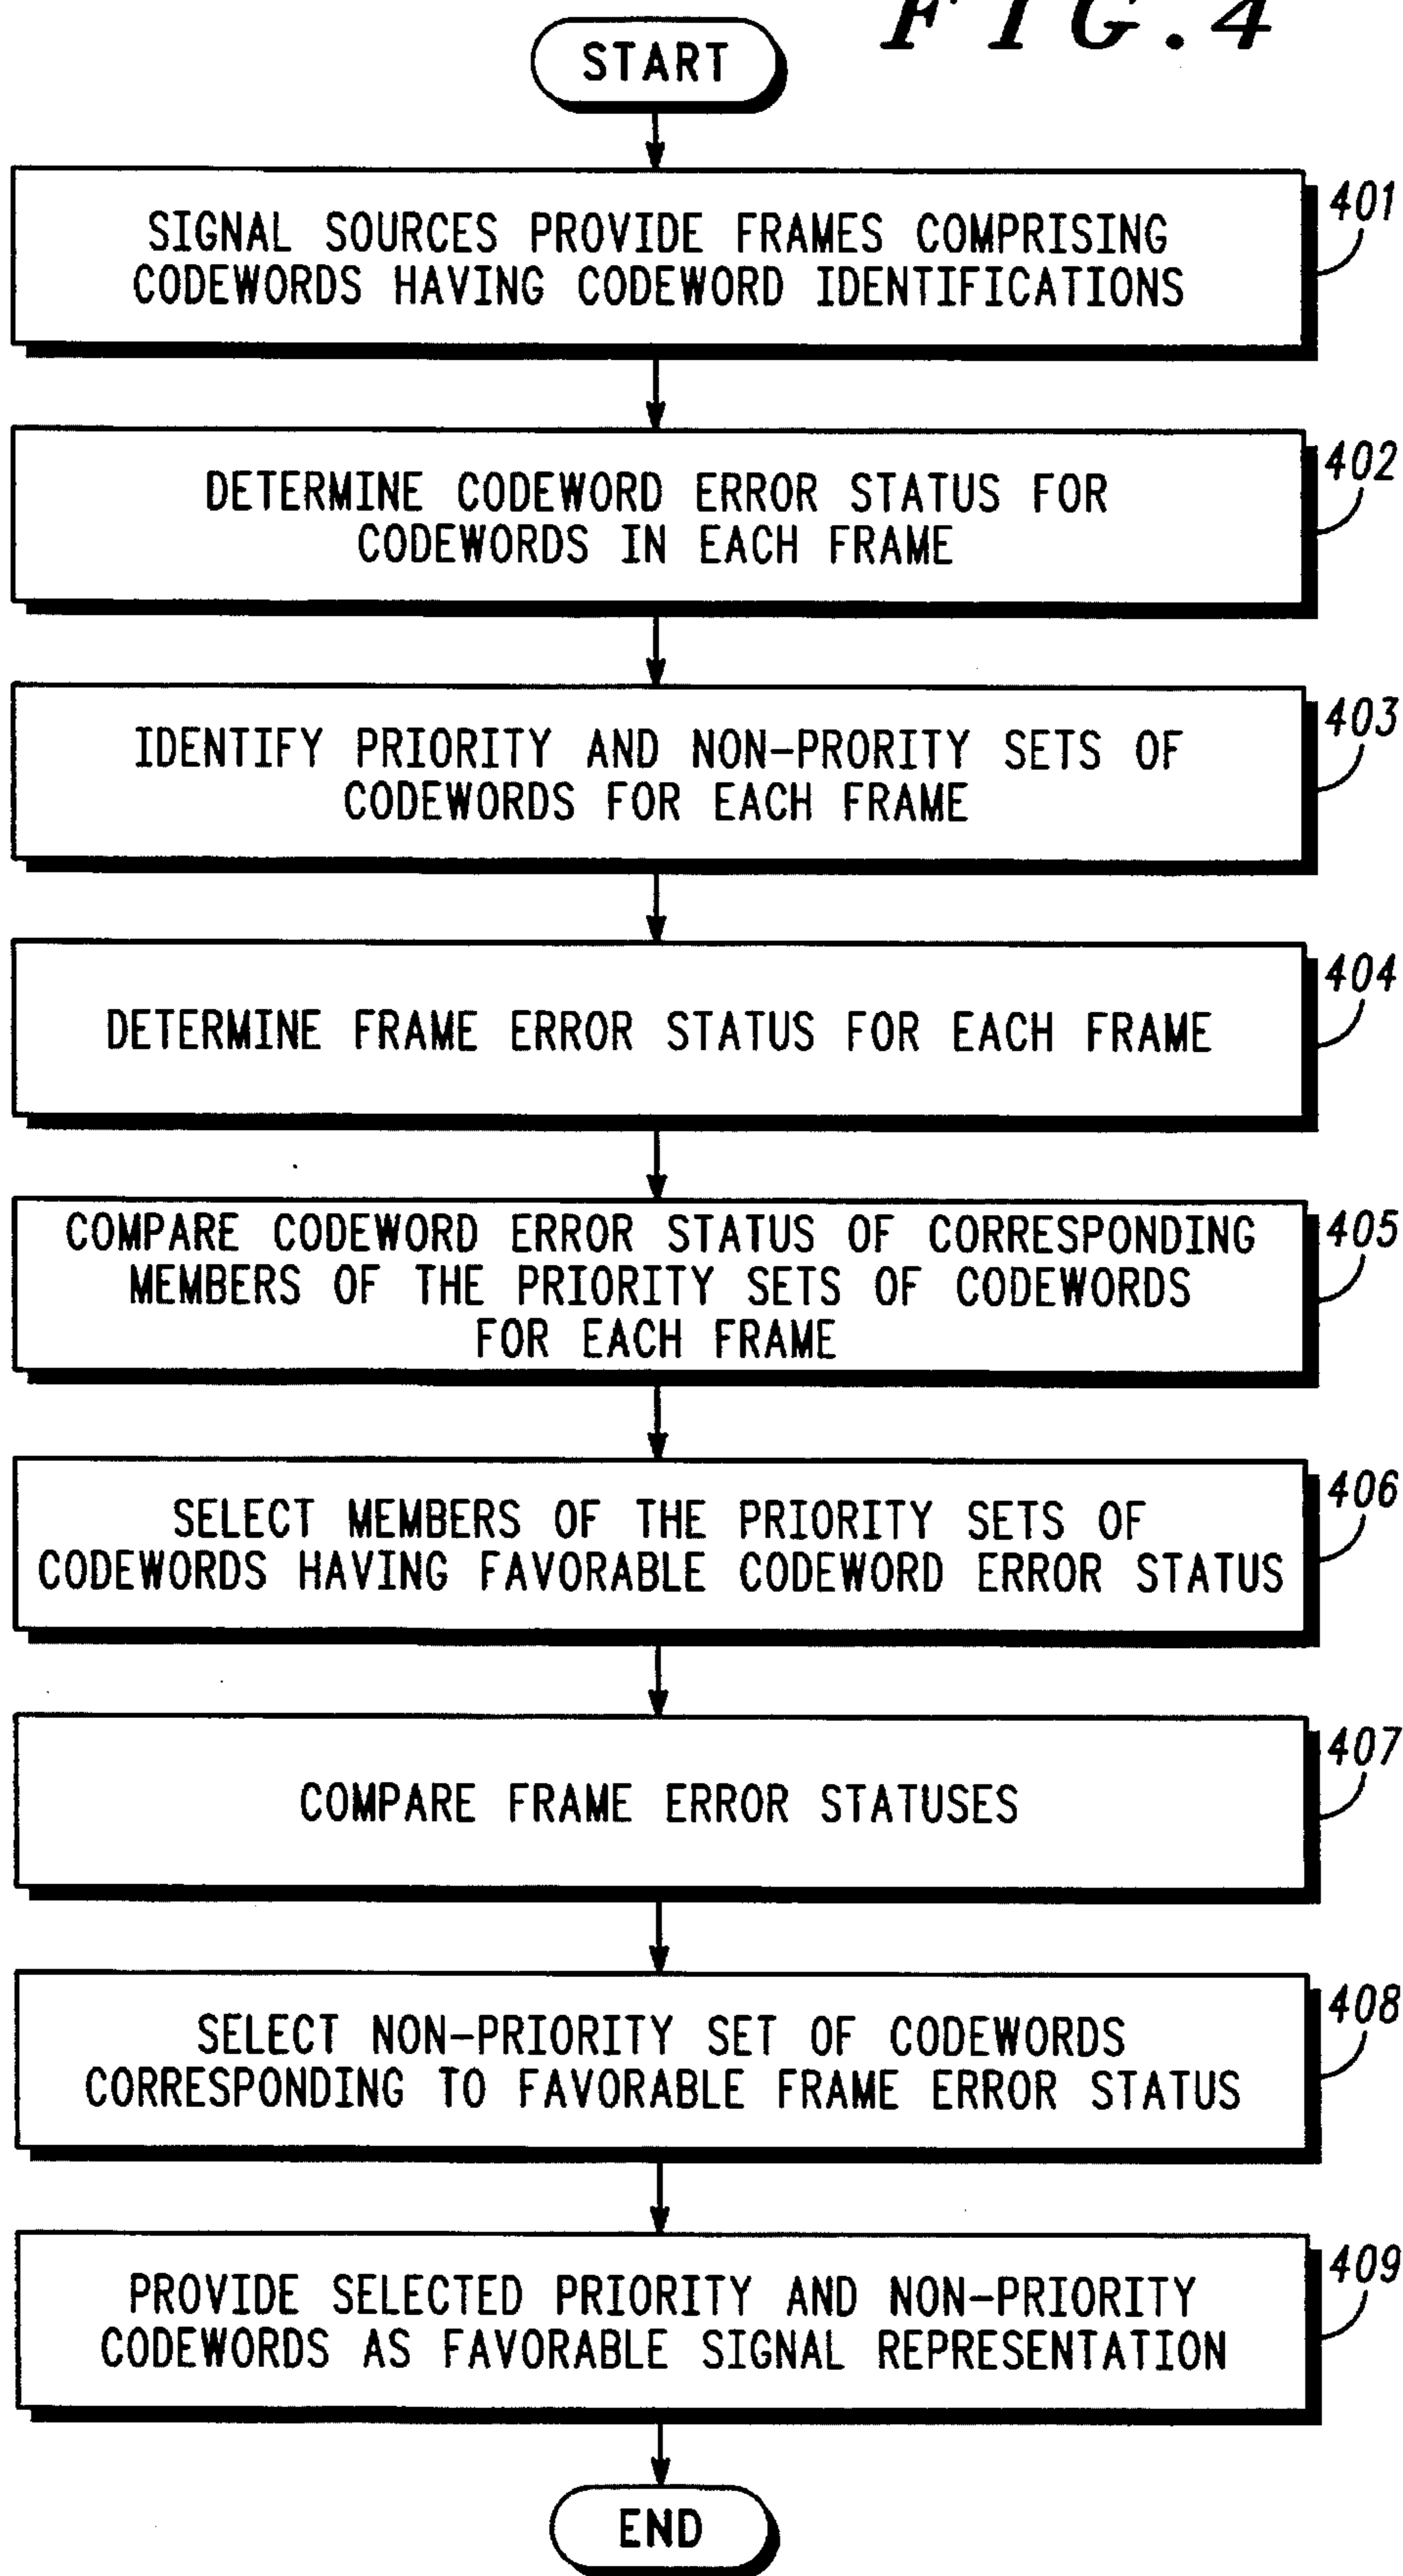 FIG.4
START
401
SIGNAL SOURCES PROVIDE FRAMES COMPRISING
CODEWORDS HAVING CODEWORD IDENTIFICATIONS
402
DETERMINE CODEWORD ERROR STATUS FOR
CODEWORDS IN EACH FRAME
403
IDENTIFY PRIORITY AND NON-PRORITY SETS OF
CODEWORDS FOR EACH FRAME
404
DETERMINE FRAME ERROR STATUS FOR EACH FRAME
405
COMPARE CODEWORD ERROR STATUS OF CORRESPONDING
MEMBERS OF THE PRIORITY SETS OF CODEWORDS
FOR EACH FRAME
406
SELECT MEMBERS OF THE PRIORITY SETS OF
CODEWORDS HAVING FAVORABLE CODEWORD ERROR STATUS
407
COMPARE FRAME ERROR STATUSES
408
SELECT NON-PRIORITY SET OF CODEWORDS
CORRESPONDING TO FAVORABLE FRAME ERROR STATUS
409
PROVIDE SELECTED PRIORITY AND NON-PRIORITY
CODEWORDS AS FAVORABLE SIGNAL REPRESENTATION
END